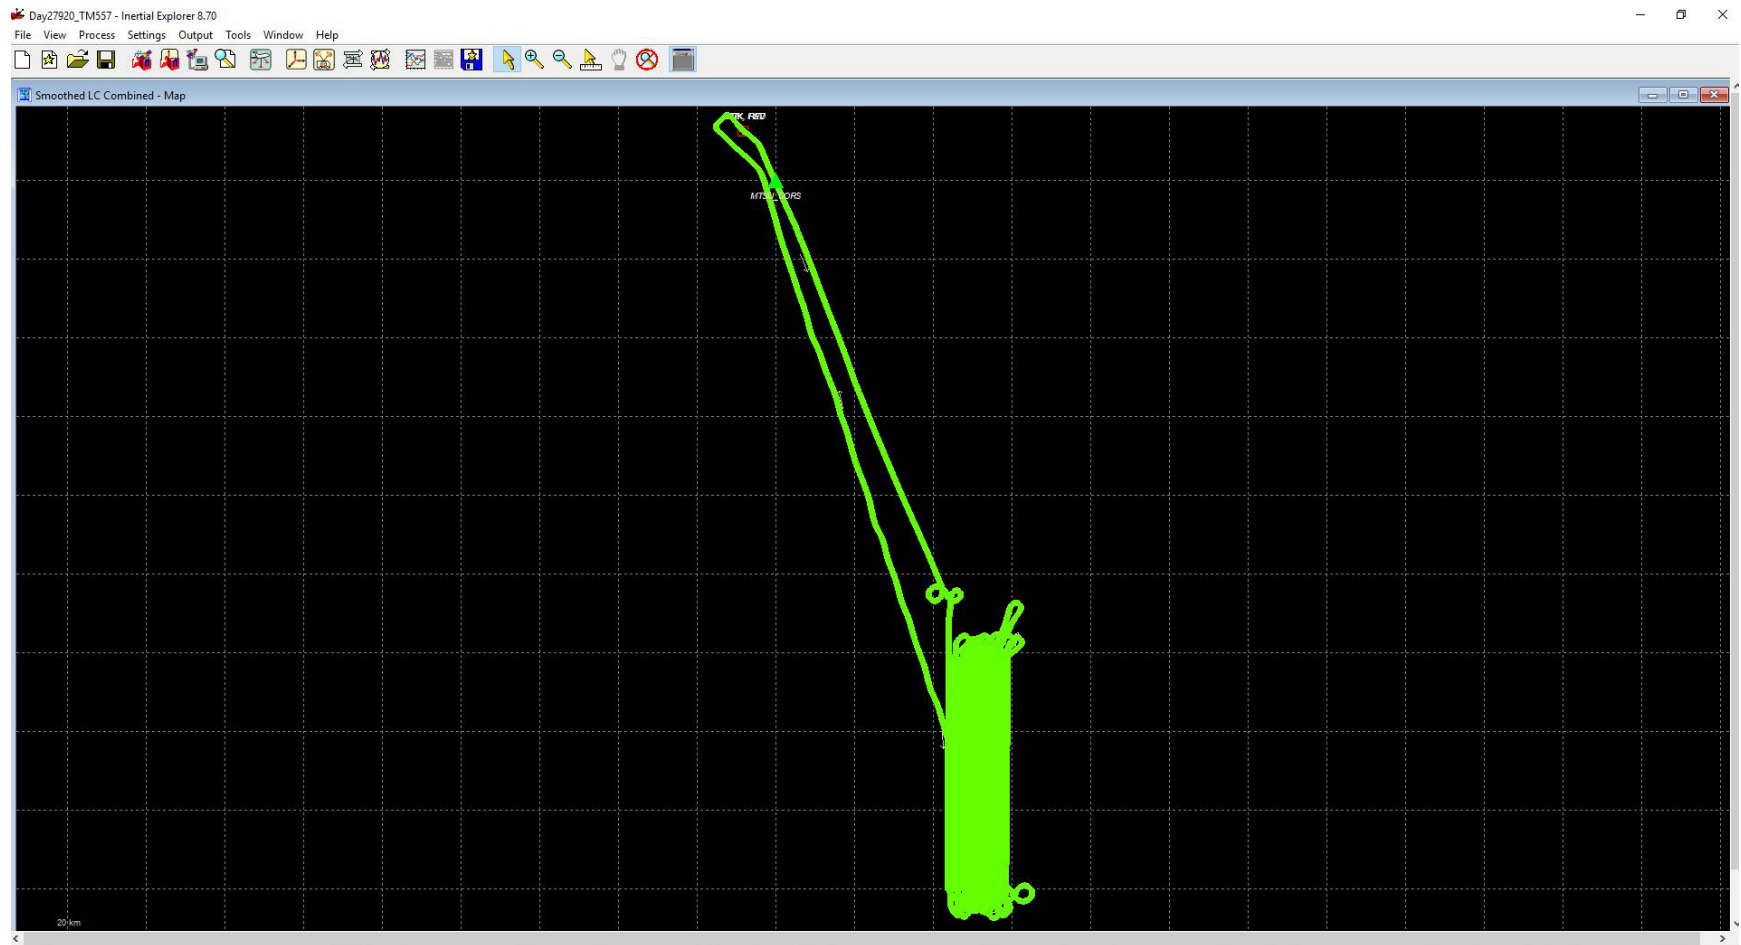 Day27920_TM557 - Inertial Explorer 8.70
File View Process Settings Output Tools Window Help
Smoothed LC Combined - Map
20 km